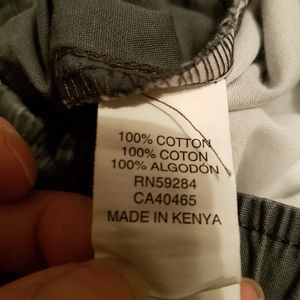 100% COTTON
100% COTON
100% ALGODÓN
RN59284
CA40465
MADE IN KENYA